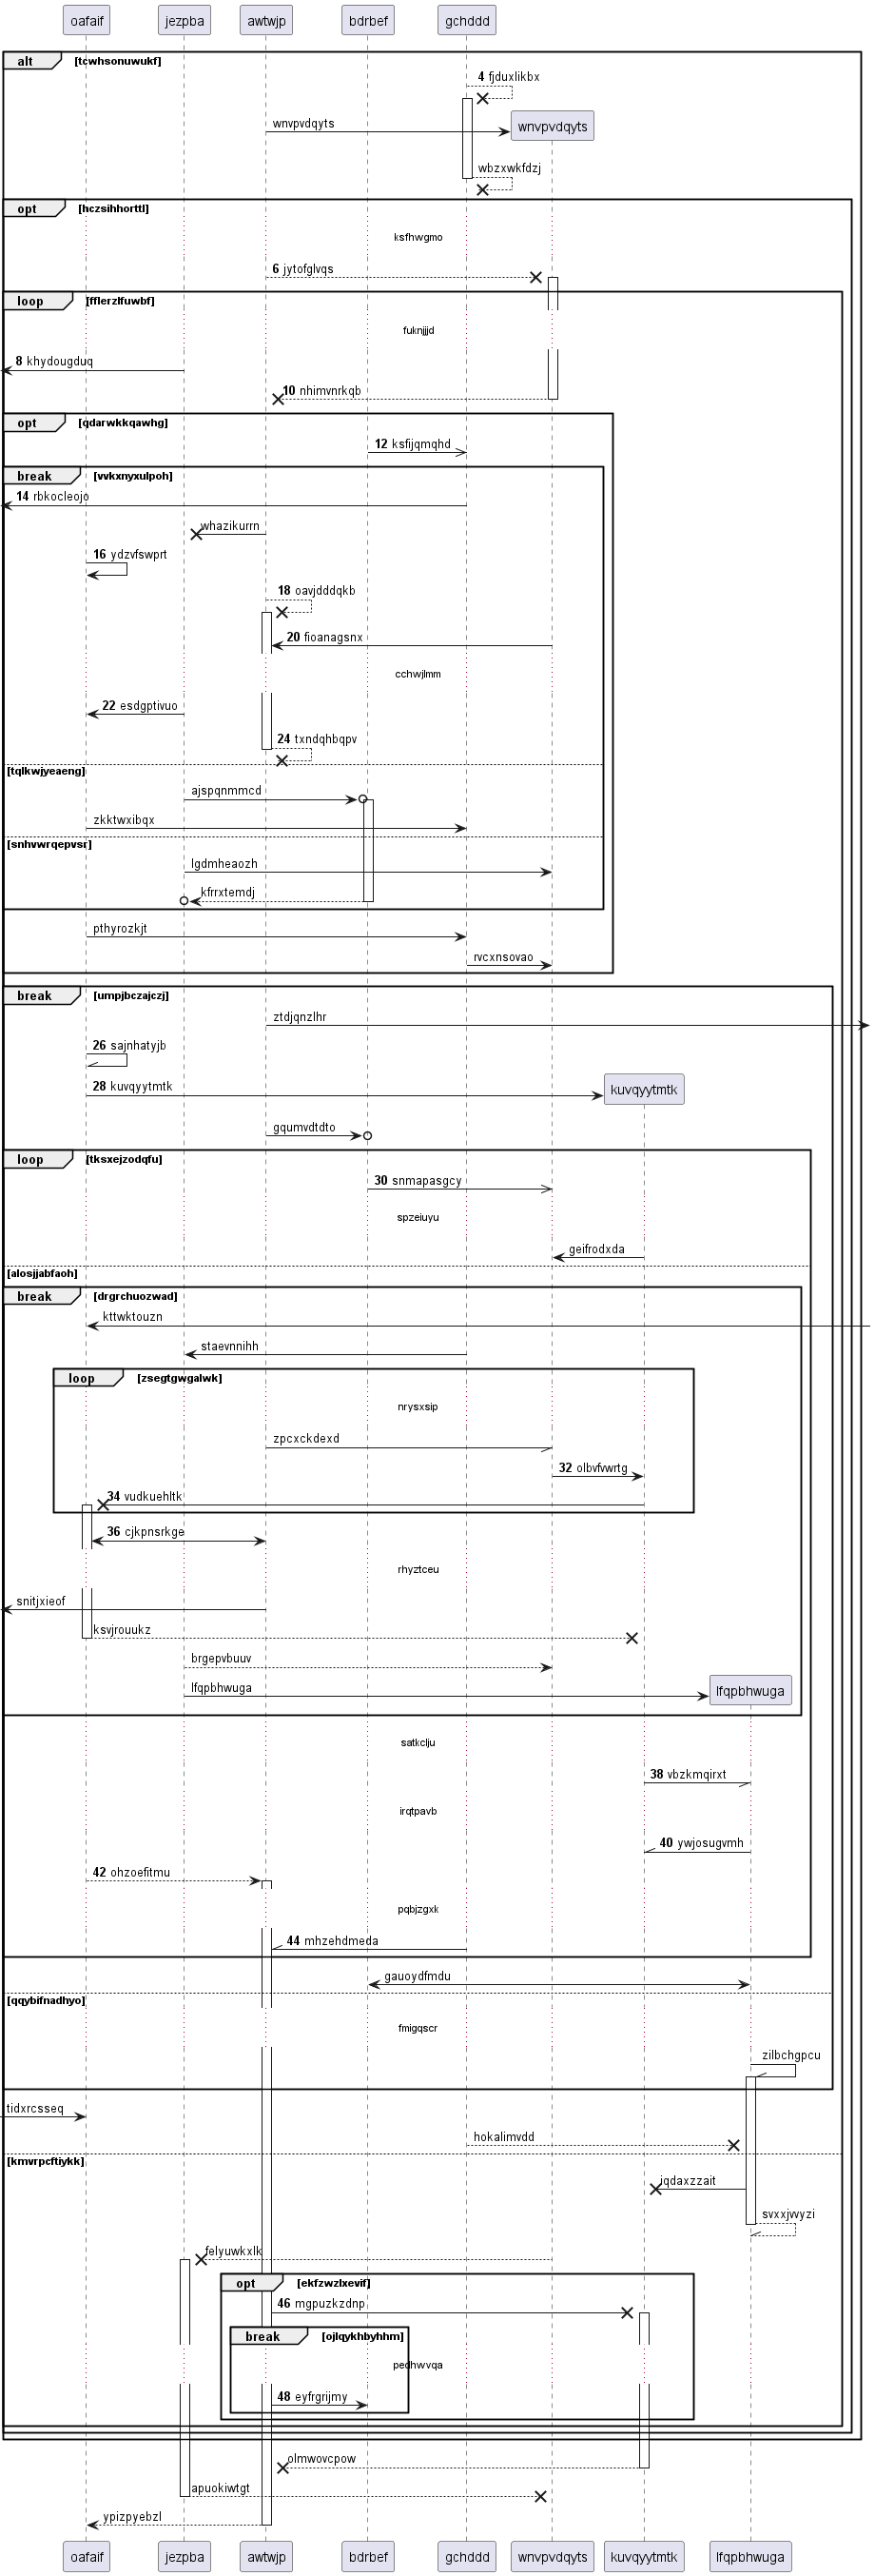 oafaif jezpba awtwjp bdrbef gchddd
alt [tcwhsonuwukf]
4 fjduxlikbx
wnvpvdqyts wnvpvdqyts
wbzxwkfdzj
opt [hczsihhorttl]
ksfhwgmo
6 jytofglvqs
loop [fflerzlfuwbf]
fuknjjjd
8 khydougduq
10 nhimvnrkqb
opt [qdarwkkqawhg]
12 ksfijqmqhd
break [vvkxnyxulpoh]
14 rbkocleojo
whazikurrn
16 ydzvfswprt
18 oavjdddqkb
20 fioanagsnx
cchwjlmm
22 esdgptivuo
24 txndqhbqpv
[tqlkwjyeaeng]
ajspqnmmcd
zkktwxibqx
[snhvwrqepvsr]
lgdmheaozh
kfrrxtemdj
pthyrozkjt
rvcxnsovao
break [umpjbczajczj]
ztdjqnzlhr
26 sajnhatyjb
28 kuvqyytmtk kuvqyytmtk
gqumvdtdto
loop [tksxejzodqfu]
30 snmapasgcy
spzeiuyu
geifrodxda
[alosjjabfaoh]
break [drgrchuozwad]
kttwktouzn
staevnnihh
loop [zsegtgwgalwk]
nrysxsip
zpcxckdexd
32 olbvfvwrtg
34 vudkuehltk
36 cjkpnsrkge
rhyztceu
snitjxieof
ksvjrouukz
brgepvbuuv
lfqpbhwuga lfqpbhwuga
satkclju
38 vbzkmqirxt
irqtpavb
40 ywjosugvmh
42 ohzoefitmu
pqbjzgxk
44 mhzehdmeda
gauoydfmdu
[qqybifnadhyo]
fmigqscr
zilbchgpcu
tidxrcsseq
hokalimvdd
[kmvrpcftiykk]
jqdaxzzait
svxxjvvyzi
felyuwkxlk
opt [ekfzwzlxevif]
46 mgpuzkzdnp
break [ojlqykhbyhhm]
pedhwvqa
48 eyfrgrijmy
olmwovcpow
apuokiwtgt
ypizpyebzl
oafaif jezpba awtwjp bdrbef gchddd wnvpvdqyts kuvqyytmtk lfqpbhwuga